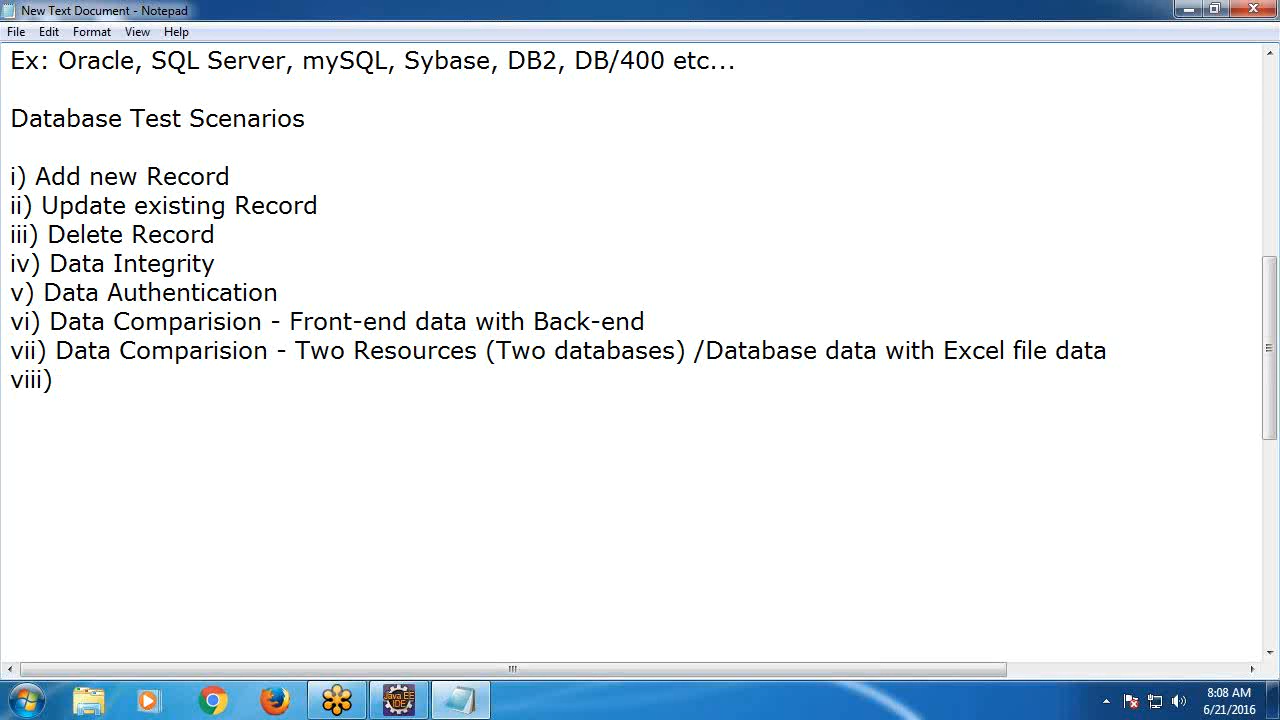 New Text Document - Notepad
File Edit Format View Help
Ex: Oracle, SQL Server, mySQL, Sybase, DB2, DB/400 etc...
Database Test Scenarios
i) Add new Record
ii) Update existing Record
iii) Delete Record
iv) Data Integrity
v) Data Authentication
vi) Data Comparision - Front-end data with Back-end
vii) Data Comparision - Two Resources (Two databases) /Database data with Excel file data
viii)
Java EE
IDE
8:08 AM
6/21/2016